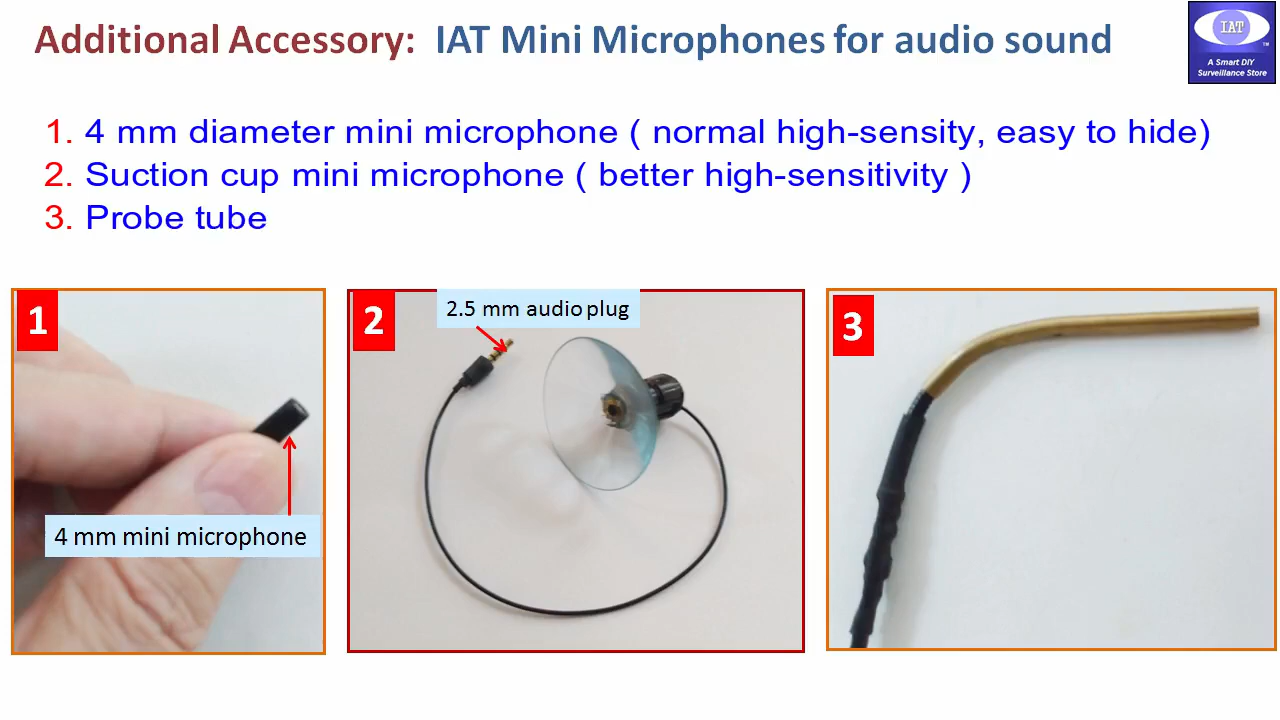 Additional Accessory: IAT Mini Microphones for audio sound
IAT
TM
A Smart DIY
Surveillance Store
1. 4 mm diameter mini microphone ( normal high-sensity, easy to hide)
2. Suction cup mini microphone ( better high-sensitivity )
3. Probe tube
1
4 mm mini microphone
2
2.5 mm audio plug
3